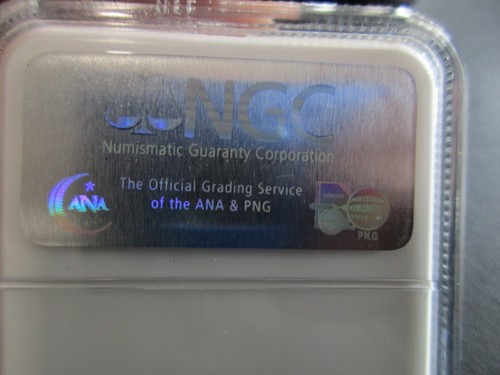 NGC
Numismatic Guaranty Corporation
The Official Grading Service
of the ANA & PNG
ANA
PNG